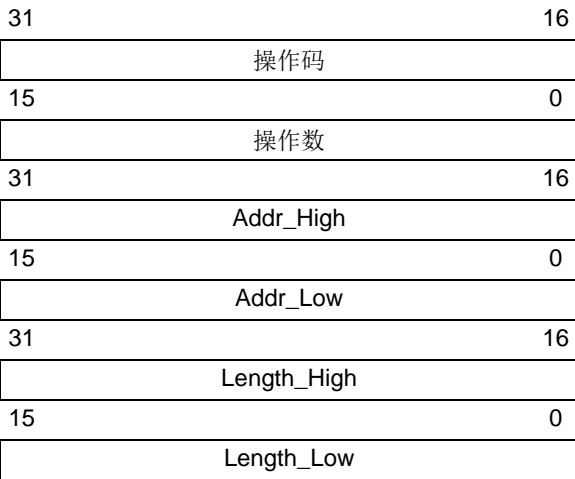 31 16
操作码
15 0
操作数
31 16
Addr_High
15 0
Addr_Low
31 16
Length_High
15 0
Length_Low